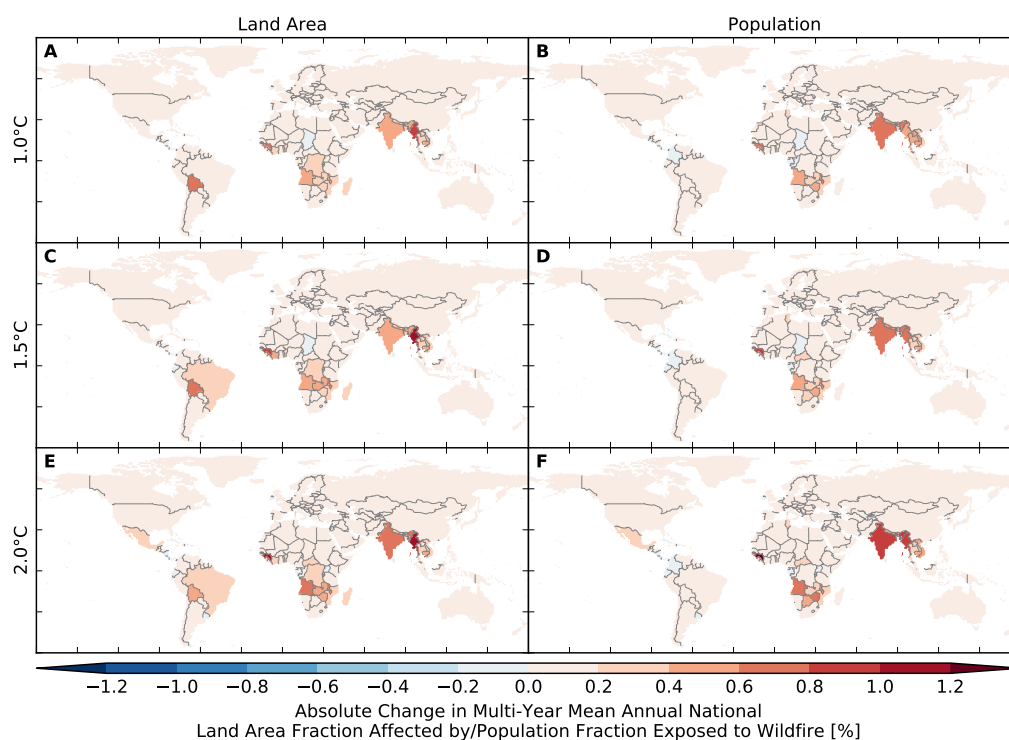 Land Area Population
A B
1.0°C
C D
1.5°C
E F
2.0°C
−1.2 −1.0 −0.8 −0.6 −0.4 −0.2 0.0 0.2 0.4 0.6 0.8 1.0 1.2
Absolute Change in Multi-Year Mean Annual National
Land Area Fraction Affected by/Population Fraction Exposed to Wildfire [%]